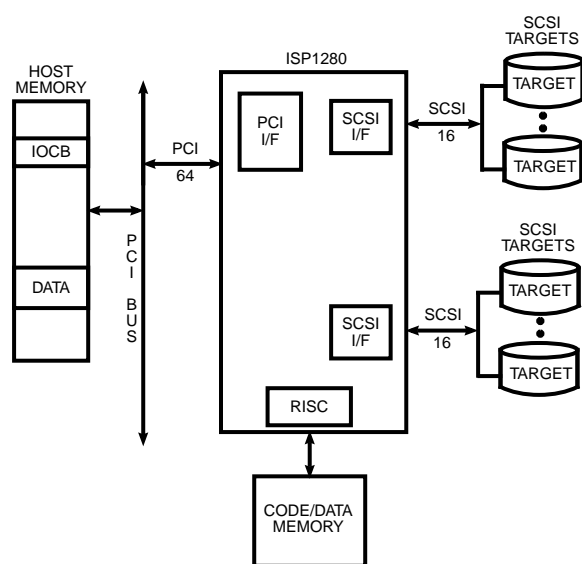 HOST
MEMORY
IOCB
DATA
PCI BUS
PCI
64
ISP1280
PCI
I/F
SCSI
I/F
SCSI
I/F
RISC
CODE/DATA
MEMORY
SCSI
16
SCSI
TARGETS
TARGET
TARGET
SCSI
16
SCSI
TARGETS
TARGET
TARGET